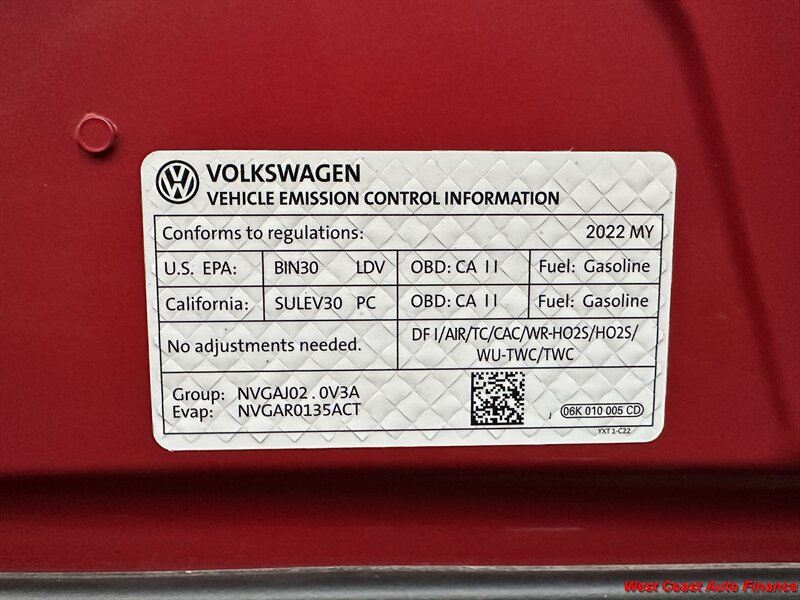 VOLKSWAGEN
VEHICLE EMISSION CONTROL INFORMATION
Conforms to regulations: 2022 MY
U.S. EPA: BIN30 LDV OBD: CA II Fuel: Gasoline
California: SULEV30 PC OBD: CA II Fuel: Gasoline
No adjustments needed.
DFI/AIR/TC/CAC/WR-HO2S/HO2S/
WU-TWC/TWC
Group: NVGAJ02.0V3A
Evap: NVGAR0135ACT
06K 010 005 CD
YXT 1-C22
West Coast Auto Finance